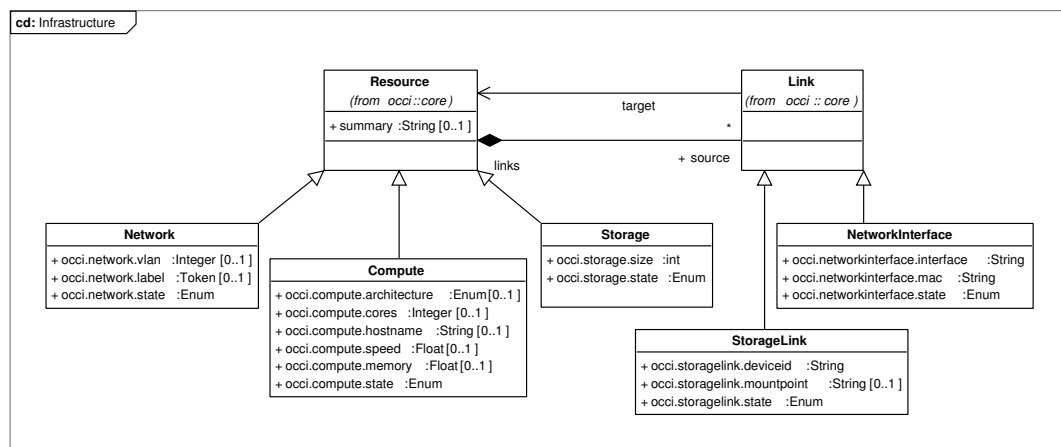 cd: Infrastructure
Resource
(from occi::core)
+ summary :String [0..1 ]
Link
(from occi :: core )
target
*
+ source
links
Network
+ occi.network.vlan :Integer [0..1 ]
+ occi.network.label :Token [0..1 ]
+ occi.network.state :Enum
Compute
+ occi.compute.architecture :Enum[0..1 ]
+ occi.compute.cores :Integer [0..1 ]
+ occi.compute.hostname :String [0..1 ]
+ occi.compute.speed :Float[0..1 ]
+ occi.compute.memory :Float[0..1 ]
+ occi.compute.state :Enum
Storage
+ occi.storage.size :int
+ occi.storage.state :Enum
NetworkInterface
+ occi.networkinterface.interface :String
+ occi.networkinterface.mac :String
+ occi.networkinterface.state :Enum
StorageLink
+ occi.storagelink.deviceid :String
+ occi.storagelink.mountpoint :String [0..1 ]
+ occi.storagelink.state :Enum